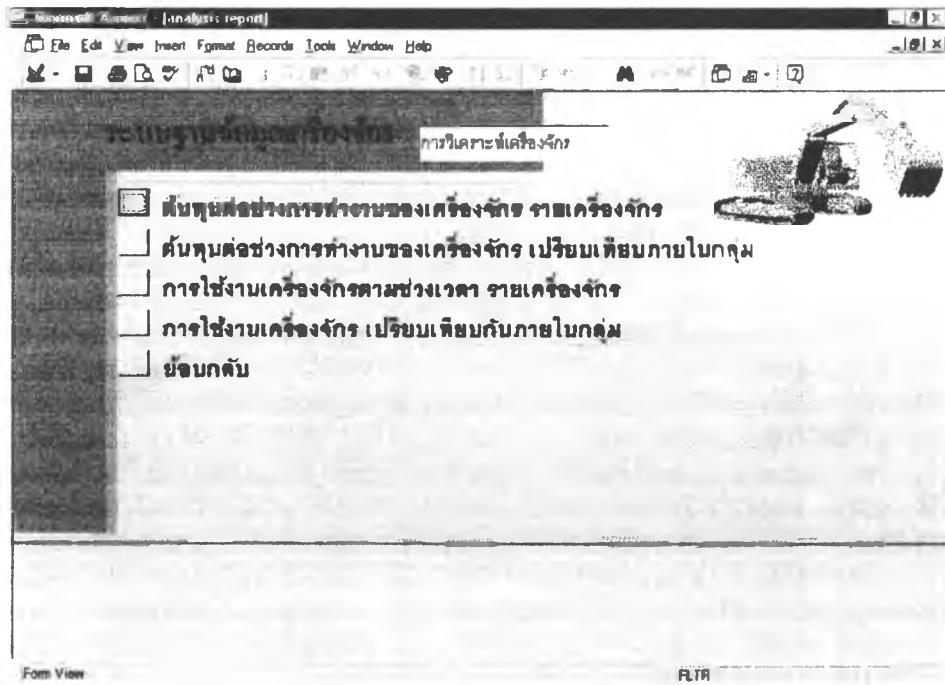 Microsoft Access - [analysis report]
File Edit View Insert Format Records Tools Window Help
ระบบฐานข้อมูลเครื่องจักร
การวิเคราะห์เครื่องจักร
ต้นทุนต่อช่วงการทำงานของเครื่องจักร รายเครื่องจักร
ต้นทุนต่อช่วงการทำงานของเครื่องจักร เปรียบเทียบภายในกลุ่ม
การใช้งานเครื่องจักรตามช่วงเวลา รายเครื่องจักร
การใช้งานเครื่องจักร เปรียบเทียบกับภายในกลุ่ม
ย้อนกลับ
Form View
FLTR